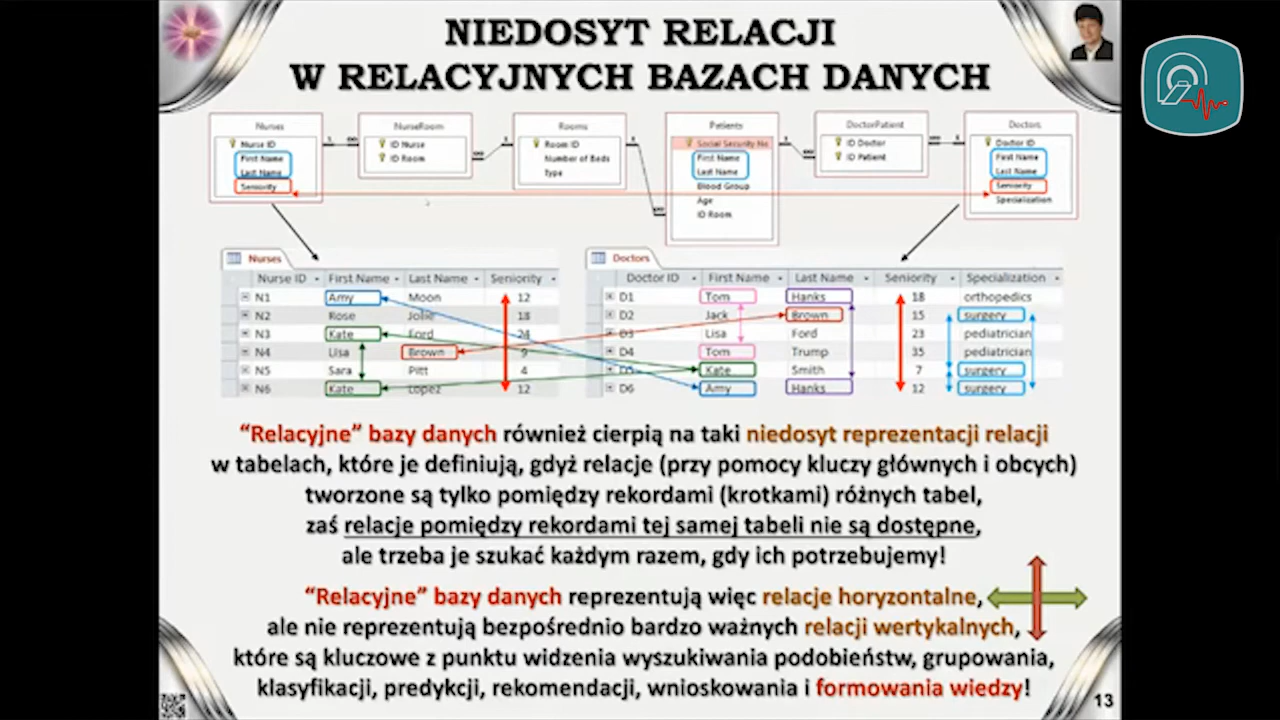 NIEDOSYT RELACJI
W RELACYJNYCH BAZACH DANYCH
Nurses
Nurse ID
First Name
Last Name
Seniority
NurseRoom
ID Nurse
ID Room
Rooms
Room ID
Number of Beds
Type
Patients
Social Security No
First Name
Last Name
Blood Group
Age
ID Room
DoctorPatient
ID Doctor
ID Patient
Doctors
Doctor ID
First Name
Last Name
Seniority
Specialization
Nurses
Nurse ID First Name Last Name Seniority
N1 Amy Moon 12
N2 Rose Jolie 18
N3 Kate Ford 24
N4 Lisa Brown 9
N5 Sara Pitt 4
N6 Kate Lopez 12
Doctors
Doctor ID First Name Last Name Seniority Specialization
D1 Tom Hanks 18 orthopedics
D2 Jack Brown 15 surgery
D3 Lisa Ford 23 pediatrician
D4 Tom Trump 35 pediatrician
D5 Kate Smith 7 surgery
D6 Amy Hanks 12 surgery
“Relacyjne” bazy danych również cierpią na taki niedosyt reprezentacji relacji
w tabelach, które je definiują, gdyż relacje (przy pomocy kluczy głównych i obcych)
tworzone są tylko pomiędzy rekordami (krotkami) różnych tabel,
zaś relacje pomiędzy rekordami tej samej tabeli nie są dostępne,
ale trzeba je szukać każdym razem, gdy ich potrzebujemy!
“Relacyjne” bazy danych reprezentują więc relacje horyzontalne,
ale nie reprezentują bezpośrednio bardzo ważnych relacji wertykalnych,
które są kluczowe z punktu widzenia wyszukiwania podobieństw, grupowania,
klasyfikacji, predykcji, rekomendacji, wnioskowania i formowania wiedzy!
13